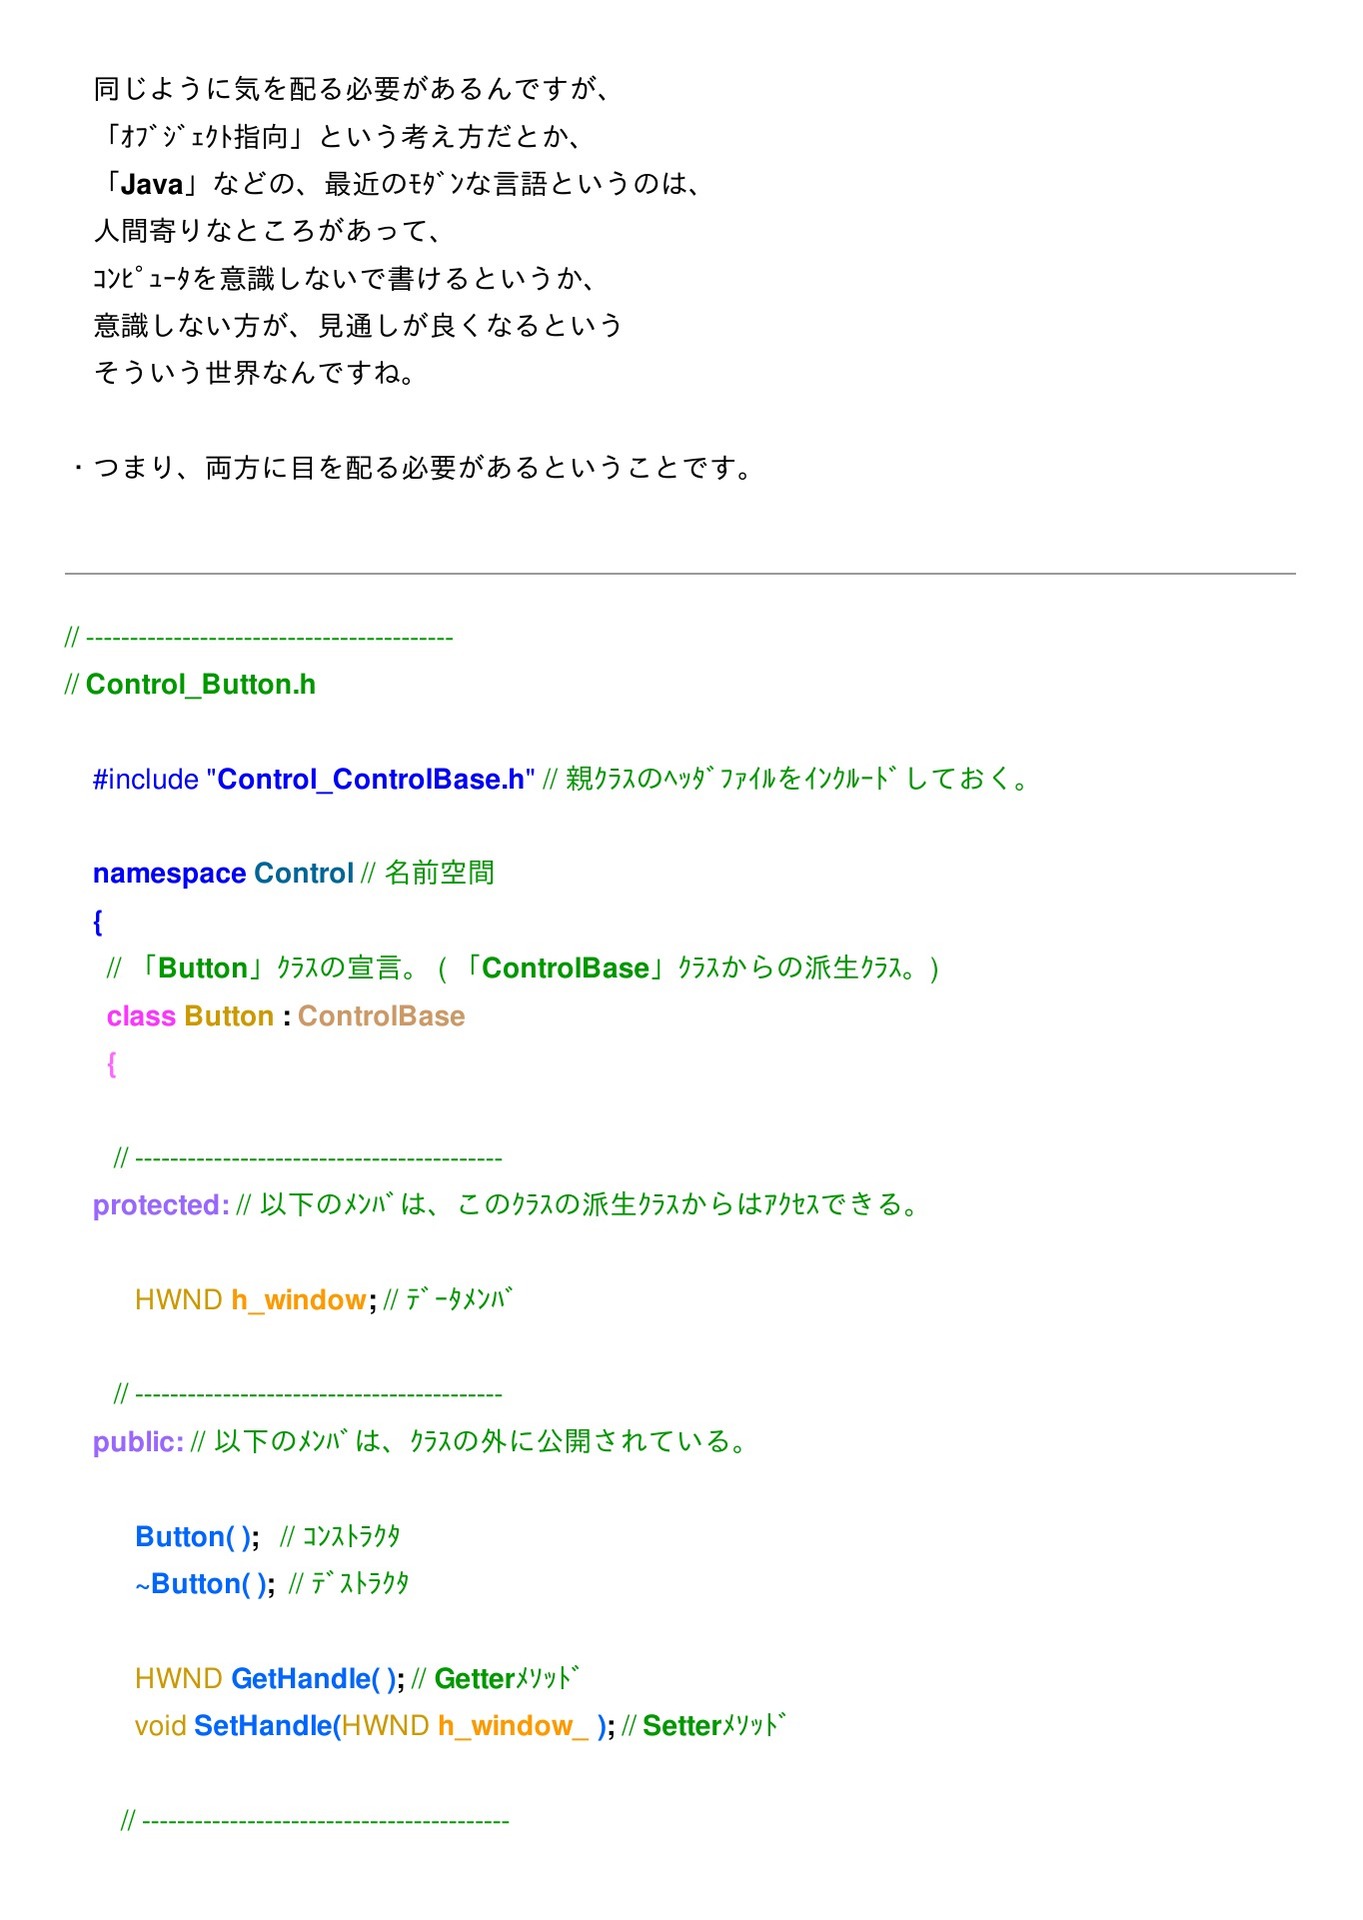 同じように気を配る必要があるんですが、
「ｵﾌﾞｼﾞｪｸﾄ指向」という考え方だとか、
「Java」などの、最近のﾓﾀﾞﾝな言語というのは、
人間寄りなところがあって、
ｺﾝﾋﾟｭｰﾀを意識しないで書けるというか、
意識しない方が、見通しが良くなるという
そういう世界なんですね。
・つまり、両方に目を配る必要があるということです。
// ------------------------------------------
// Control_Button.h
#include "Control_ControlBase.h" // 親ｸﾗｽのﾍｯﾀﾞﾌｧｲﾙをｲﾝｸﾙｰﾄﾞしておく。
namespace Control // 名前空間
{
// 「Button」ｸﾗｽの宣言。 ( 「ControlBase」ｸﾗｽからの派生ｸﾗｽ。)
class Button : ControlBase
{
// ------------------------------------------
protected: // 以下のﾒﾝﾊﾞは、このｸﾗｽの派生ｸﾗｽからはｱｸｾｽできる。
HWND h_window; // ﾃﾞｰﾀﾒﾝﾊﾞ
// ------------------------------------------
public: // 以下のﾒﾝﾊﾞは、ｸﾗｽの外に公開されている。
Button( ); // ｺﾝｽﾄﾗｸﾀ
~Button( ); // ﾃﾞｽﾄﾗｸﾀ
HWND GetHandle( ); // Getterﾒｿｯﾄﾞ
void SetHandle(HWND h_window_ ); // Setterﾒｿｯﾄﾞ
// ------------------------------------------